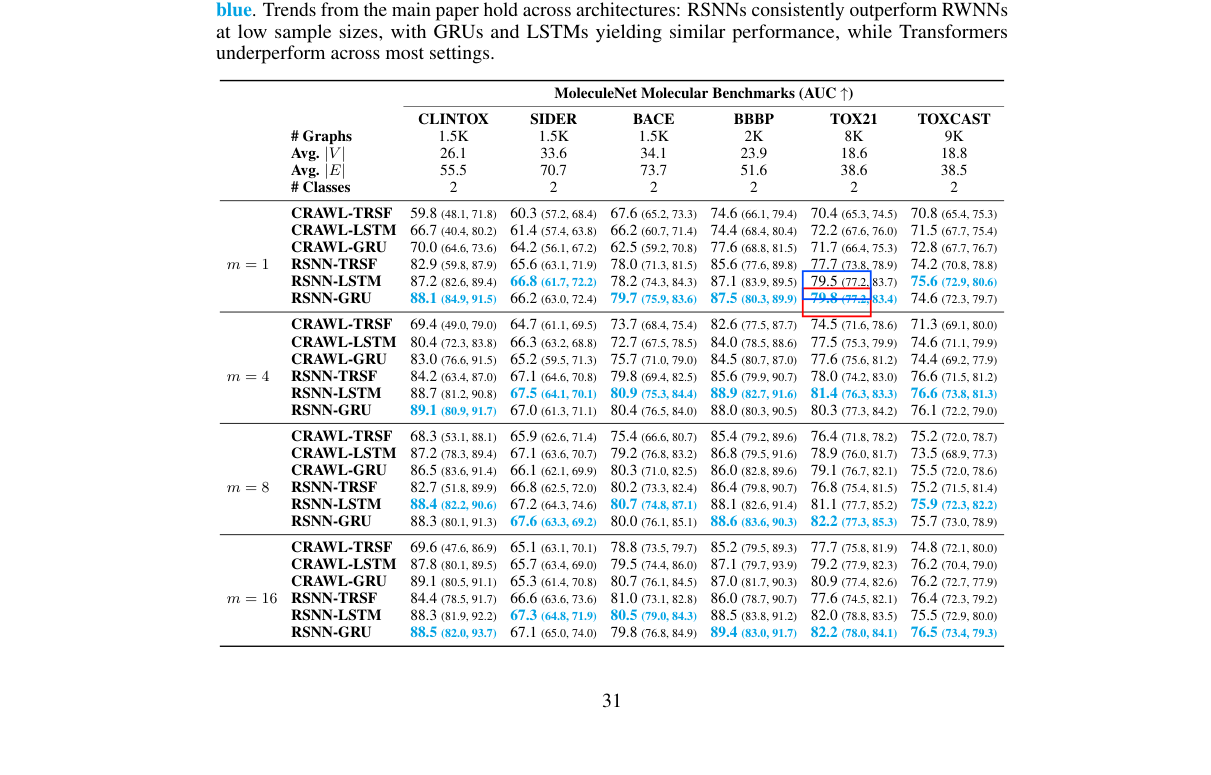 blue. Trends from the main paper hold across architectures: RSNNs consistently outperform RWNNs
at low sample sizes, with GRUs and LSTMs yielding similar performance, while Transformers
underperform across most settings.
MoleculeNet Molecular Benchmarks (AUC ↑)
CLINTOX SIDER BACE BBBP TOX21 TOXCAST
# Graphs 1.5K 1.5K 1.5K 2K 8K 9K
Avg. |V| 26.1 33.6 34.1 23.9 18.6 18.8
Avg. |E| 55.5 70.7 73.7 51.6 38.6 38.5
# Classes 2 2 2 2 2 2
CRAWL-TRSF 59.8 (48.1, 71.8) 60.3 (57.2, 68.4) 67.6 (65.2, 73.3) 74.6 (66.1, 79.4) 70.4 (65.3, 74.5) 70.8 (65.4, 75.3)
CRAWL-LSTM 66.7 (40.4, 80.2) 61.4 (57.4, 63.8) 66.2 (60.7, 71.4) 74.4 (68.4, 80.4) 72.2 (67.6, 76.0) 71.5 (67.7, 75.4)
CRAWL-GRU 70.0 (64.6, 73.6) 64.2 (56.1, 67.2) 62.5 (59.2, 70.8) 77.6 (68.8, 81.5) 71.7 (66.4, 75.3) 72.8 (67.7, 76.7)
m = 1 RSNN-TRSF 82.9 (59.8, 87.9) 65.6 (63.1, 71.9) 78.0 (71.3, 81.5) 85.6 (77.6, 89.8) 77.7 (73.8, 78.9) 74.2 (70.8, 78.8)
RSNN-LSTM 87.2 (82.6, 89.4) 66.8 (61.7, 72.2) 78.2 (74.3, 84.3) 87.1 (83.9, 89.5) 79.5 (77.2, 83.7) 75.6 (72.9, 80.6)
RSNN-GRU 88.1 (84.9, 91.5) 66.2 (63.0, 72.4) 79.7 (75.9, 83.6) 87.5 (80.3, 89.9) 79.8 (77.2, 83.4) 74.6 (72.3, 79.7)
CRAWL-TRSF 69.4 (49.0, 79.0) 64.7 (61.1, 69.5) 73.7 (68.4, 75.4) 82.6 (77.5, 87.7) 74.5 (71.6, 78.6) 71.3 (69.1, 80.0)
CRAWL-LSTM 80.4 (72.3, 83.8) 66.3 (63.2, 68.8) 72.7 (67.5, 78.5) 84.0 (78.5, 88.6) 77.5 (75.3, 79.9) 74.6 (71.1, 79.9)
CRAWL-GRU 83.0 (76.6, 91.5) 65.2 (59.5, 71.3) 75.7 (71.0, 79.0) 84.5 (80.7, 87.0) 77.6 (75.6, 81.2) 74.4 (69.2, 77.9)
m = 4 RSNN-TRSF 84.2 (63.4, 87.0) 67.1 (64.6, 70.8) 79.8 (69.4, 82.5) 85.6 (79.9, 90.7) 78.0 (74.2, 83.0) 76.6 (71.5, 81.2)
RSNN-LSTM 88.7 (81.2, 90.8) 67.5 (64.1, 70.1) 80.9 (75.3, 84.4) 88.9 (82.7, 91.6) 81.4 (76.3, 83.3) 76.6 (73.8, 81.3)
RSNN-GRU 89.1 (80.9, 91.7) 67.0 (61.3, 71.1) 80.4 (76.5, 84.0) 88.0 (80.3, 90.5) 80.3 (77.3, 84.2) 76.1 (72.2, 79.0)
CRAWL-TRSF 68.3 (53.1, 88.1) 65.9 (62.6, 71.4) 75.4 (66.6, 80.7) 85.4 (79.2, 89.6) 76.4 (71.8, 78.2) 75.2 (72.0, 78.7)
CRAWL-LSTM 87.2 (78.3, 89.4) 67.1 (63.6, 70.7) 79.2 (76.8, 83.2) 86.8 (79.5, 91.6) 78.9 (76.0, 81.7) 73.5 (68.9, 77.3)
CRAWL-GRU 86.5 (83.6, 91.4) 66.1 (62.1, 69.9) 80.3 (71.0, 82.5) 86.0 (82.8, 89.6) 79.1 (76.7, 82.1) 75.5 (72.0, 78.6)
m = 8 RSNN-TRSF 82.7 (51.8, 89.9) 66.8 (62.5, 72.0) 80.2 (73.3, 82.4) 86.4 (79.8, 90.7) 76.8 (75.4, 81.5) 75.2 (71.5, 81.4)
RSNN-LSTM 88.4 (82.2, 90.6) 67.2 (64.3, 74.6) 80.7 (74.8, 87.1) 88.1 (82.6, 91.4) 81.1 (77.7, 85.2) 75.9 (72.3, 82.2)
RSNN-GRU 88.3 (80.1, 91.3) 67.6 (63.3, 69.2) 80.0 (76.1, 85.1) 88.6 (83.6, 90.3) 82.2 (77.3, 85.3) 75.7 (73.0, 78.9)
CRAWL-TRSF 69.6 (47.6, 86.9) 65.1 (63.1, 70.1) 78.8 (73.5, 79.7) 85.2 (79.5, 89.3) 77.7 (75.8, 81.9) 74.8 (72.1, 80.0)
CRAWL-LSTM 87.8 (80.1, 89.5) 65.7 (63.4, 69.0) 79.5 (74.4, 86.0) 87.1 (79.7, 93.9) 79.2 (77.9, 82.3) 76.2 (70.4, 79.0)
CRAWL-GRU 89.1 (80.5, 91.1) 65.3 (61.4, 70.8) 80.7 (76.1, 84.5) 87.0 (81.7, 90.3) 80.9 (77.4, 82.6) 76.2 (72.7, 77.9)
m = 16 RSNN-TRSF 84.4 (78.5, 91.7) 66.6 (63.6, 73.6) 81.0 (73.1, 82.8) 86.0 (78.7, 90.7) 77.6 (74.5, 82.1) 76.4 (72.3, 79.2)
RSNN-LSTM 88.3 (81.9, 92.2) 67.3 (64.8, 71.9) 80.5 (79.0, 84.3) 88.5 (83.8, 91.2) 82.0 (78.8, 83.5) 75.5 (72.9, 80.0)
RSNN-GRU 88.5 (82.0, 93.7) 67.1 (65.0, 74.0) 79.8 (76.8, 84.9) 89.4 (83.0, 91.7) 82.2 (78.0, 84.1) 76.5 (73.4, 79.3)
31